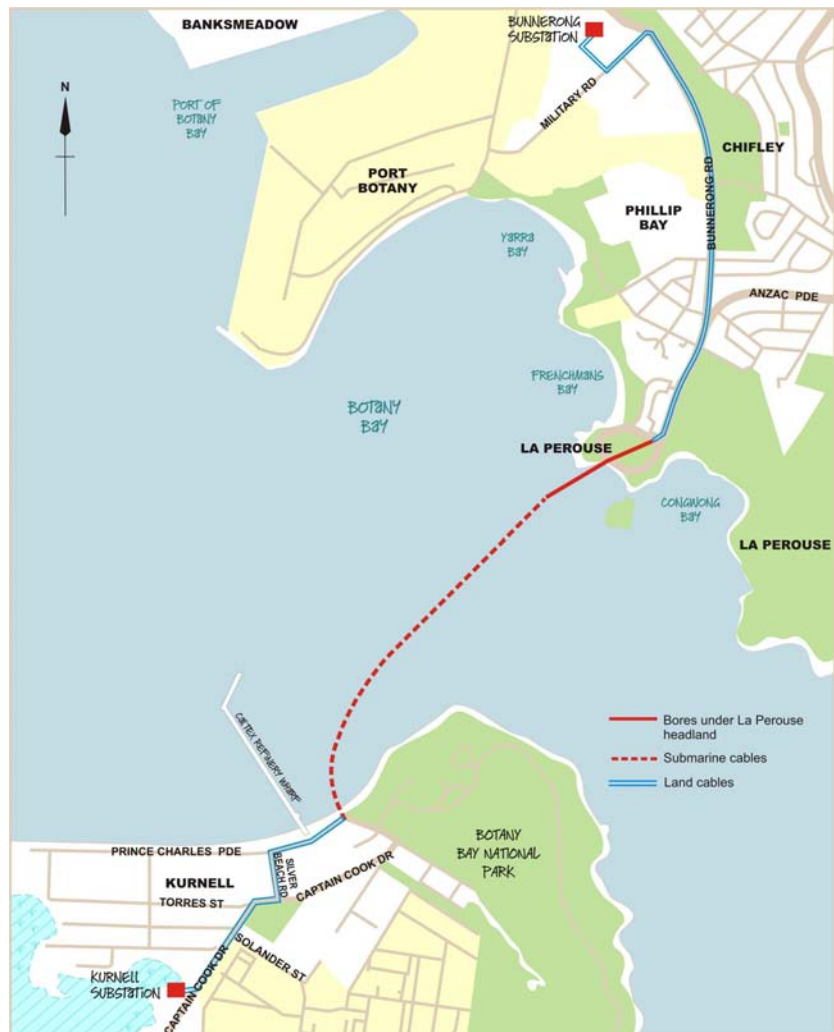 BANKSMEADOW
BUNNERONG
SUBSTATION
N
PORT OF
BOTANY
BAY
MILITARY RD
CHIFLEY
PORT
BOTANY
BUNNERONG RD
PHILLIP
BAY
YARRA
BAY
ANZAC PDE
FRENCHMANS
BAY
BOTANY
BAY
LA PEROUSE
CONGWONG
BAY
LA PEROUSE
Bores under La Perouse
headland
Submarine cables
Land cables
CALTEX REFINERY WHARF
PRINCE CHARLES PDE
SILVER
BEACH RD
BOTANY
BAY NATIONAL
PARK
KURNELL
CAPTAIN COOK DR
TORRES ST
SOLANDER ST
KURNELL
SUBSTATION
CAPTAIN COOK DR